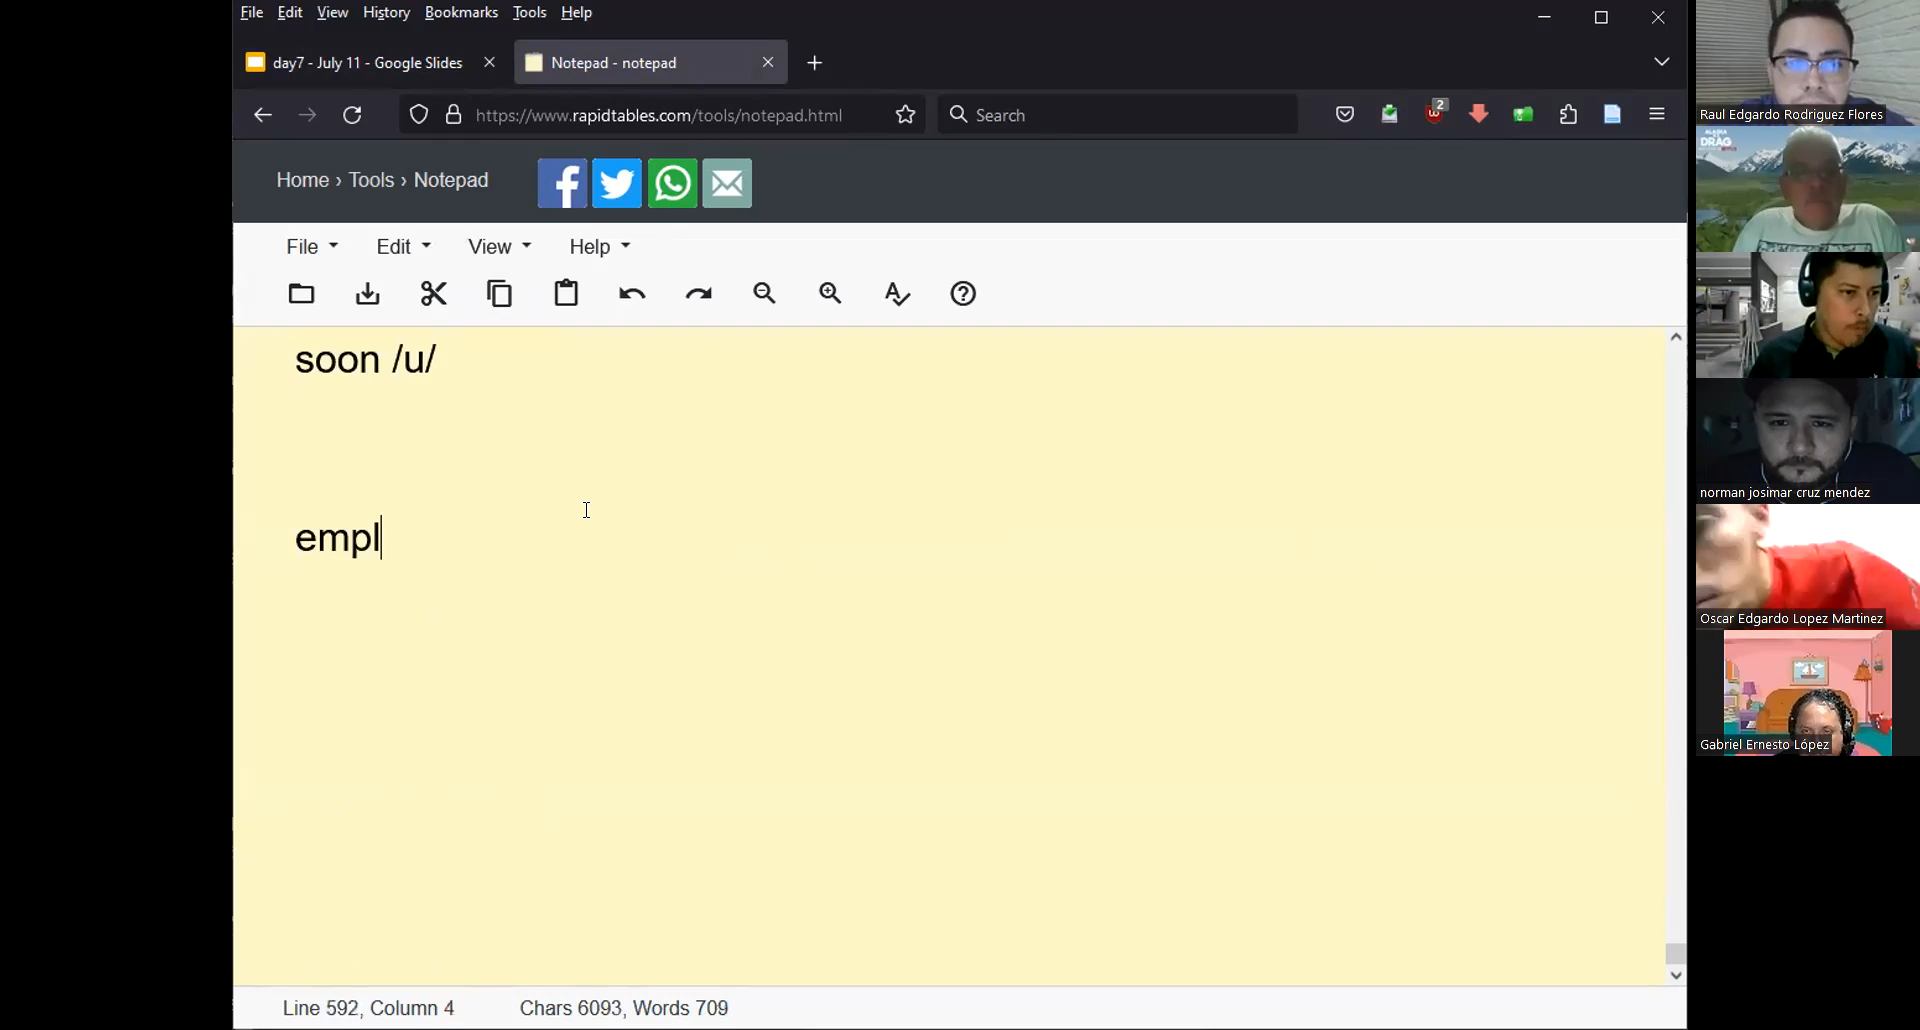 File Edit View History Bookmarks Tools Help
day7 - July 11 - Google Slides
Notepad - notepad
https://www.rapidtables.com/tools/notepad.html
Search
2
Home › Tools › Notepad
File Edit View Help
soon /u/
empl
Line 592, Column 4 Chars 6093, Words 709
Raul Edgardo Rodriguez Flores
DRAG
norman josimar cruz mendez
Oscar Edgardo Lopez Martinez
Gabriel Ernesto López